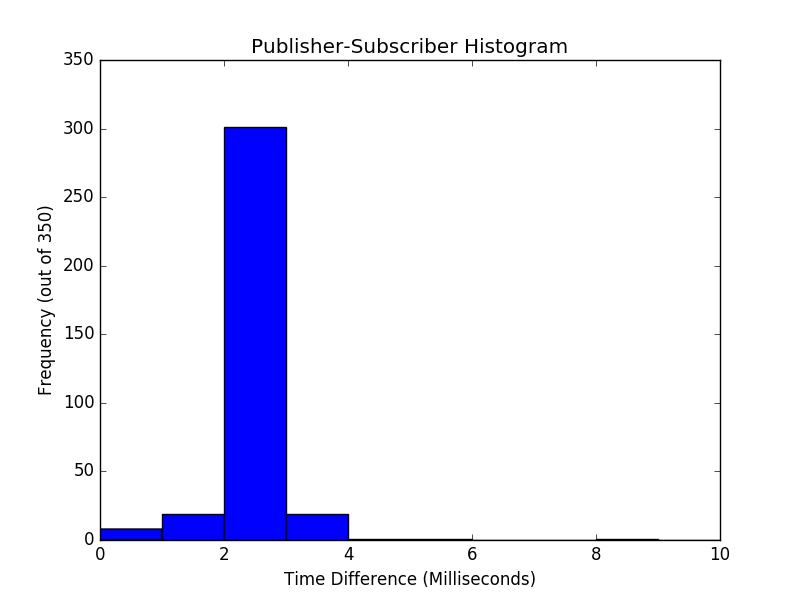 Publisher-Subscriber Histogram
350
300
250
200
150
100
50
0
Frequency (out of 350)
0 2 4 6 8 10
Time Difference (Milliseconds)